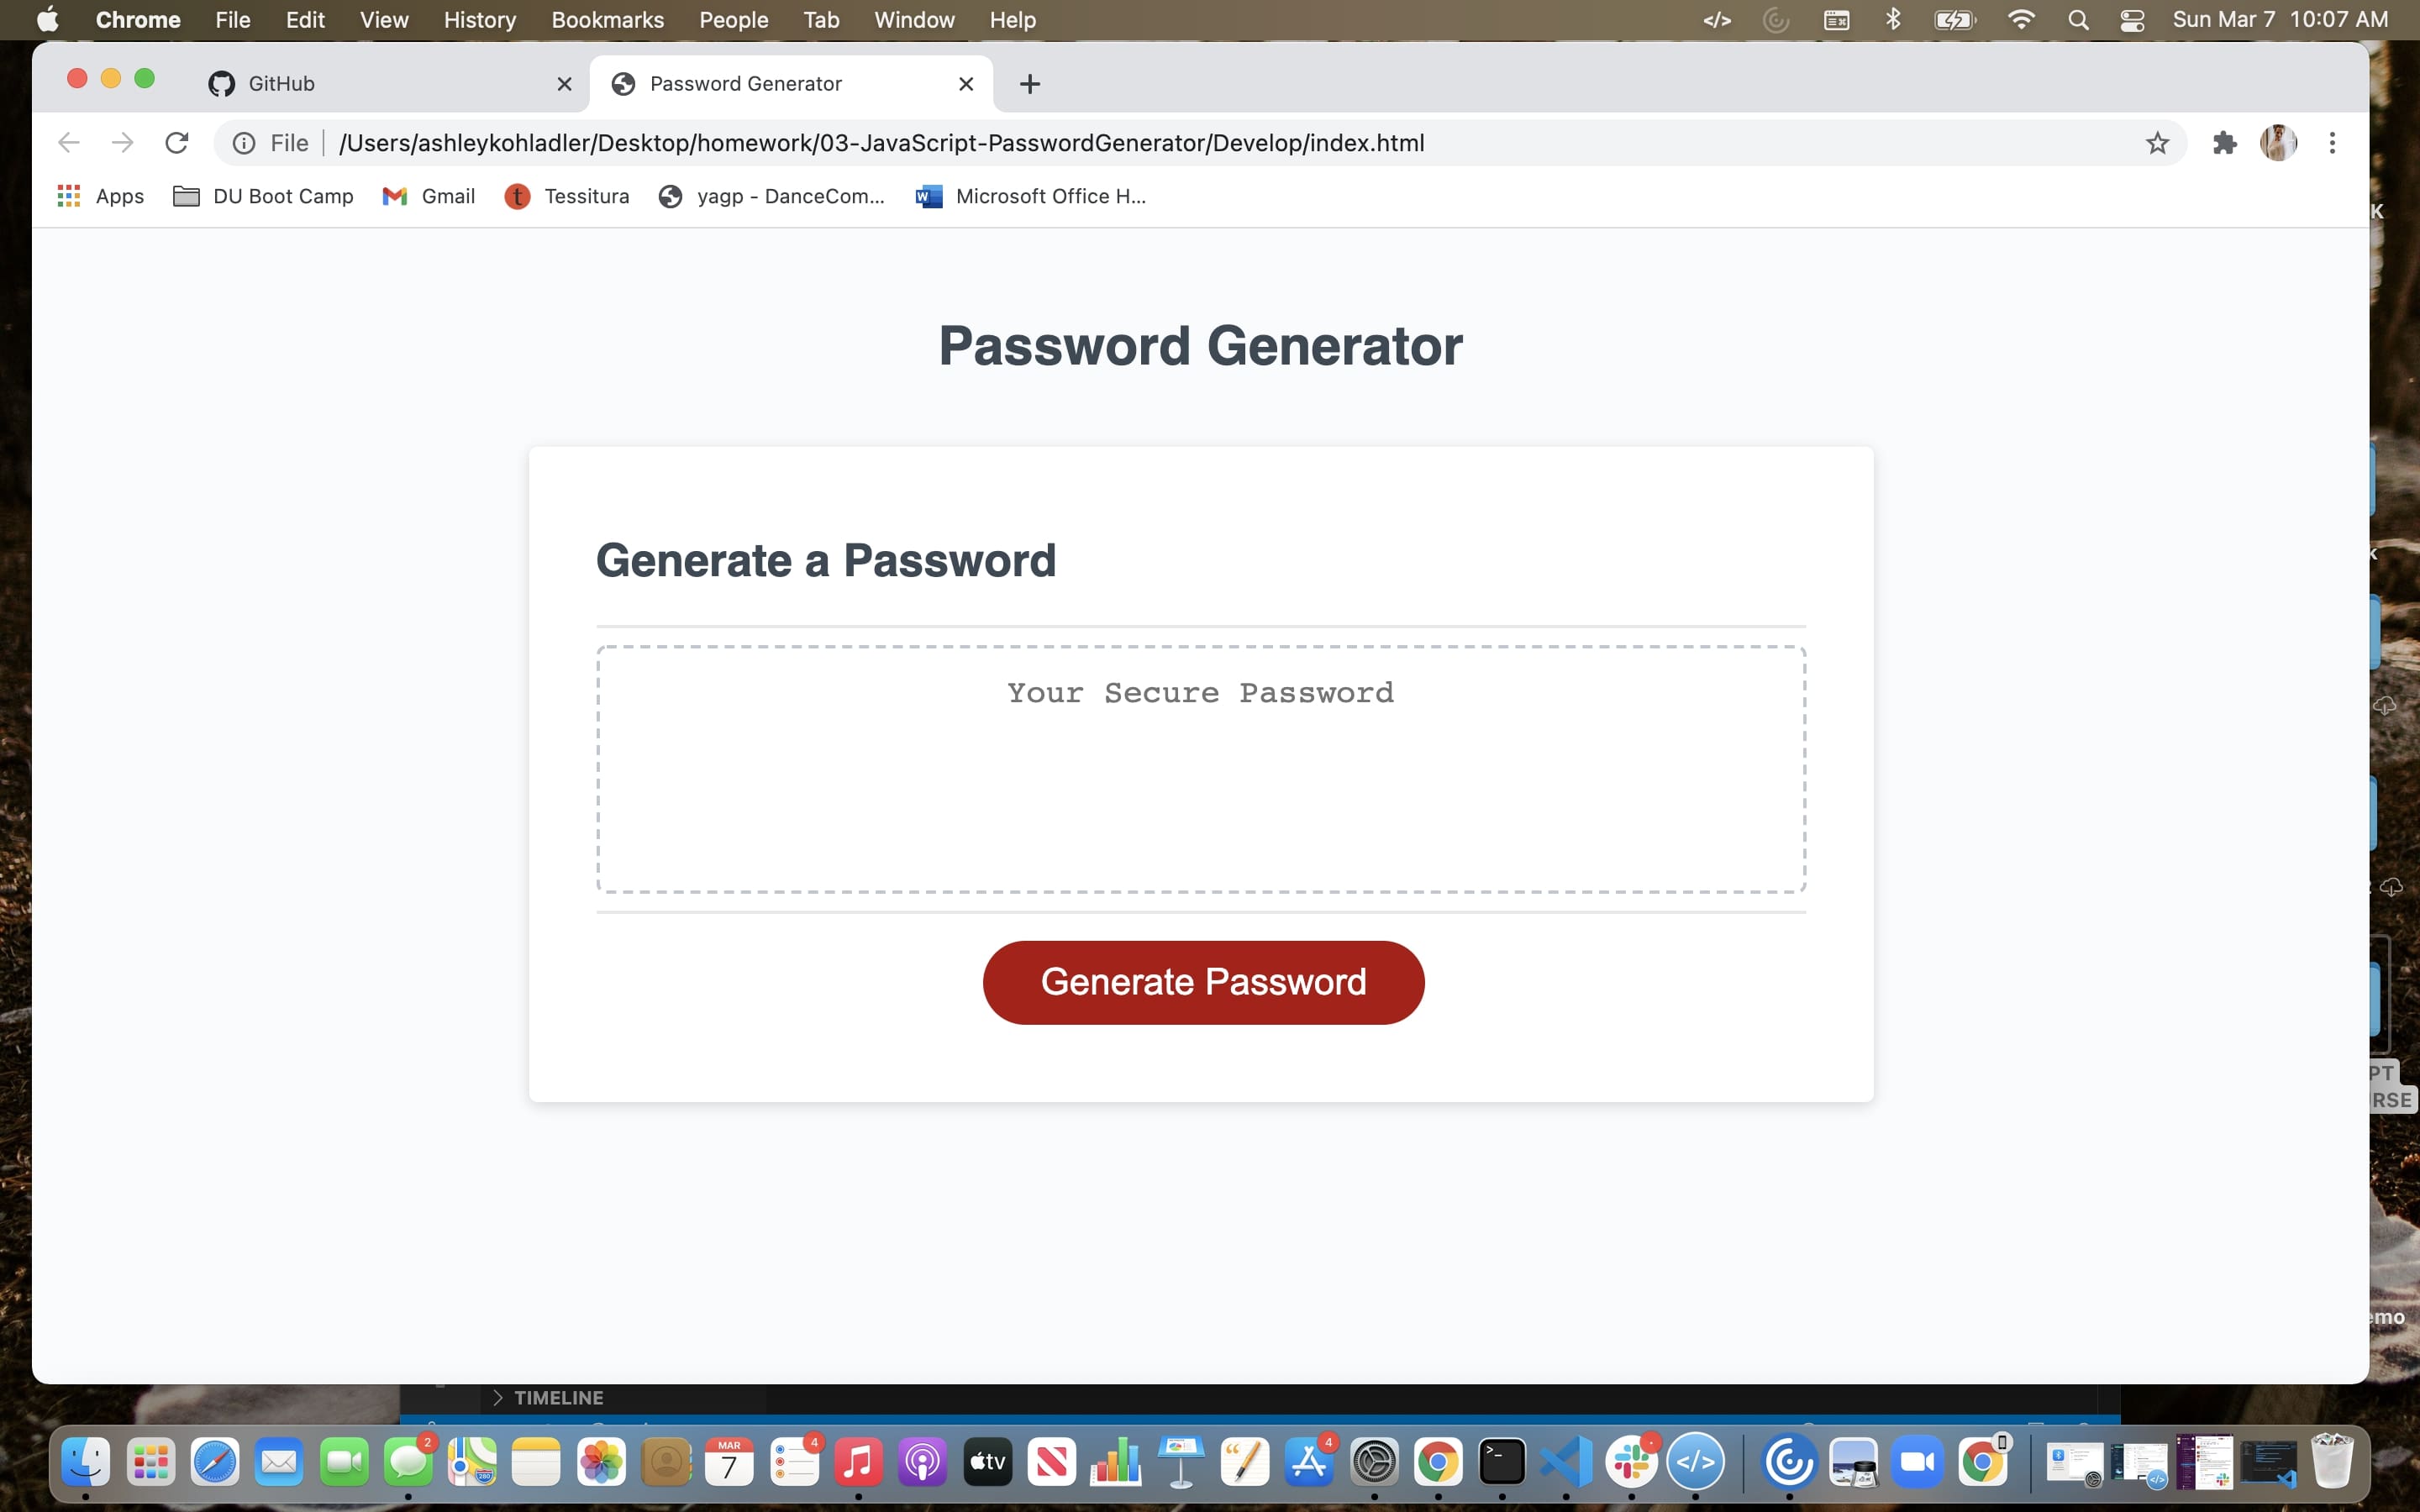 Chrome File Edit View History Bookmarks People Tab Window Help </> Sun Mar 7 10:07 AM
GitHub Password Generator
File /Users/ashleykohladler/Desktop/homework/03-JavaScript-PasswordGenerator/Develop/index.html
Apps DU Boot Camp Gmail t Tessitura yagp - DanceCom... W Microsoft Office H...
K
Password Generator
Generate a Password
Your Secure Password
Generate Password
PT
RSE
emo
TIMELINE
2 280 MAR 7 4 tv 4 >_ </>